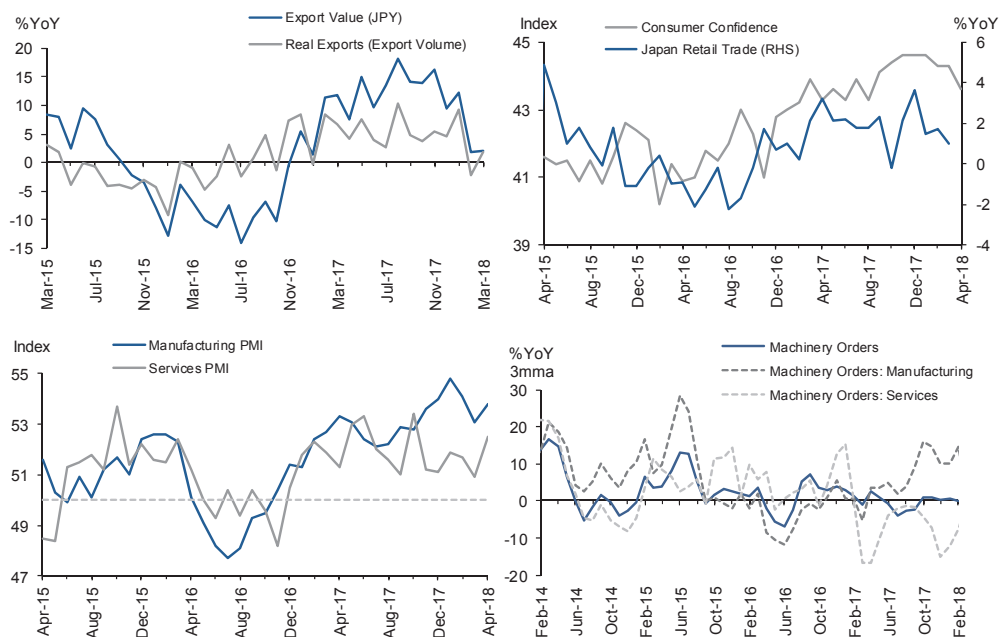 %YoY
Export Value (JPY)
Real Exports (Export Volume)
20
15
10
5
0
-5
-10
-15
Mar-15
Jul-15
Nov-15
Mar-16
Jul-16
Nov-16
Mar-17
Jul-17
Nov-17
Mar-18
Index
Consumer Confidence
Japan Retail Trade (RHS)
%YoY
45
43
41
39
6
4
2
0
-2
-4
Apr-15
Aug-15
Dec-15
Apr-16
Aug-16
Dec-16
Apr-17
Aug-17
Dec-17
Apr-18
Index
Manufacturing PMI
Services PMI
55
53
51
49
47
Apr-15
Aug-15
Dec-15
Apr-16
Aug-16
Dec-16
Apr-17
Aug-17
Dec-17
Apr-18
%YoY
3mma
Machinery Orders
Machinery Orders: Manufacturing
Machinery Orders: Services
30
20
10
0
-10
-20
Feb-14
Jun-14
Oct-14
Feb-15
Jun-15
Oct-15
Feb-16
Jun-16
Oct-16
Feb-17
Jun-17
Oct-17
Feb-18